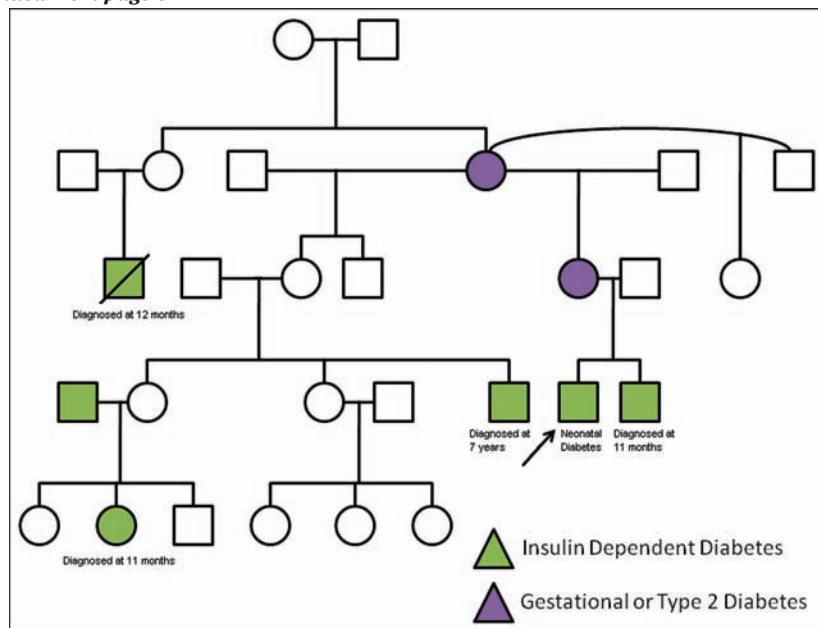 Diagnosed at 12 months
Diagnosed at
7 years
Neonatal
Diabetes
Diagnosed at
11 months
Diagnosed at 11 months
Insulin Dependent Diabetes
Gestational or Type 2 Diabetes